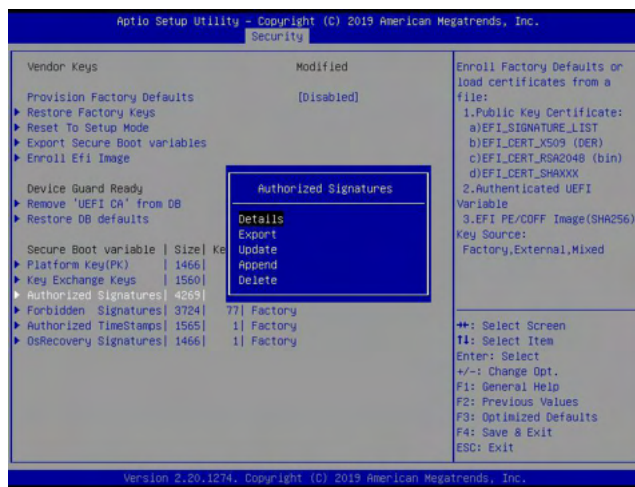 Aptio Setup Utility – Copyright (C) 2019 American Megatrends, Inc.
Security
Vendor Keys Modified
Provision Factory Defaults [Disabled]
Restore Factory Keys
Reset To Setup Mode
Export Secure Boot variables
Enroll Efi Image
Device Guard Ready
Remove 'UEFI CA' from DB
Restore DB defaults
Secure Boot variable | Size| Ke
Platform Key(PK) | 1466|
Key Exchange Keys | 1560|
Authorized Signatures| 4269|
Forbidden Signatures| 3724| 77| Factory
Authorized TimeStamps| 1565| 1| Factory
OsRecovery Signatures| 1466| 1| Factory
Authorized Signatures
Details
Export
Update
Append
Delete
Enroll Factory Defaults or
load certificates from a
file:
1.Public Key Certificate:
a)EFI_SIGNATURE_LIST
b)EFI_CERT_X509 (DER)
c)EFI_CERT_RSA2048 (bin)
d)EFI_CERT_SHAXXX
2.Authenticated UEFI
Variable
3.EFI PE/COFF Image(SHA256)
Key Source:
Factory,External,Mixed
→←: Select Screen
↑↓: Select Item
Enter: Select
+/-: Change Opt.
F1: General Help
F2: Previous Values
F3: Optimized Defaults
F4: Save & Exit
ESC: Exit
Version 2.20.1274. Copyright (C) 2019 American Megatrends, Inc.